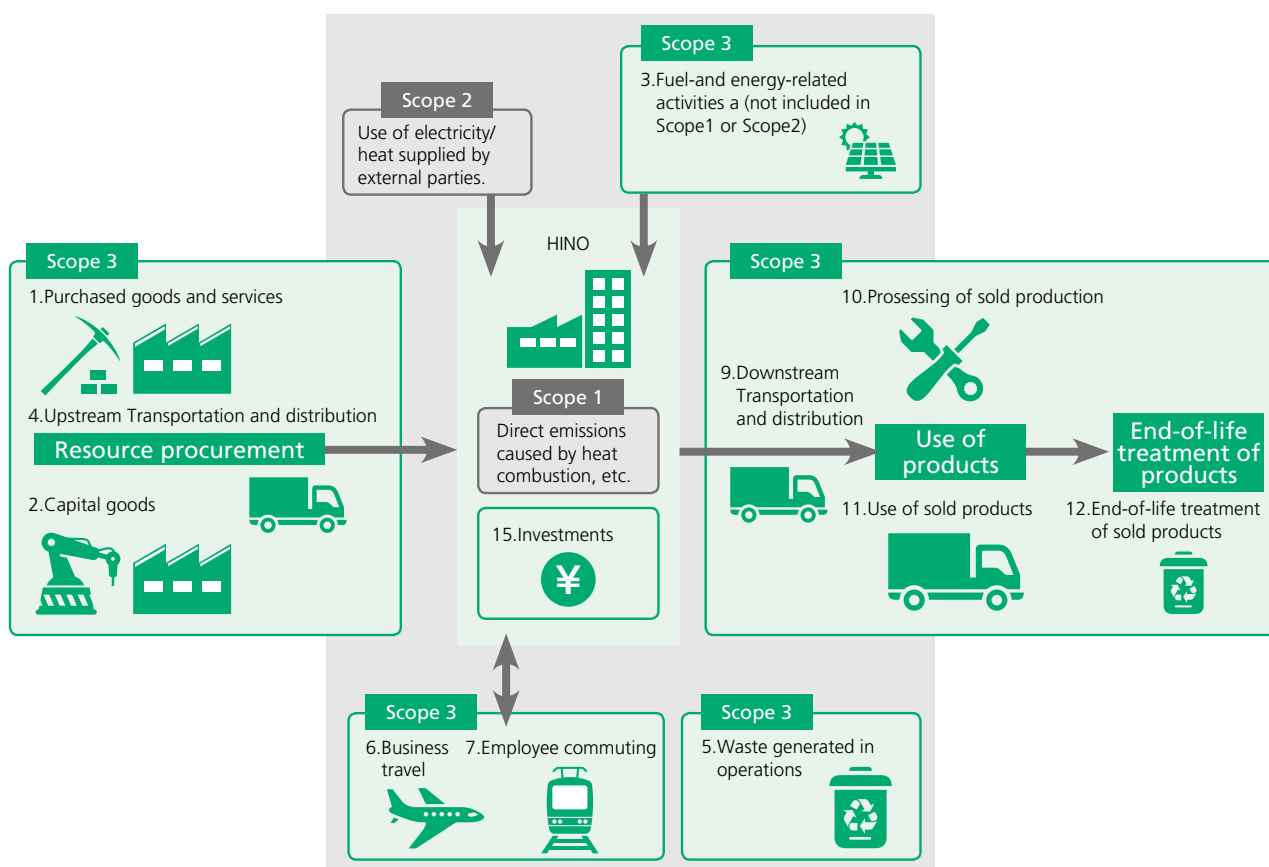 Scope 3
3.Fuel-and energy-related
activities a (not included in
Scope1 or Scope2)
Scope 2
Use of electricity/
heat supplied by
external parties.
HINO
Scope 3
1.Purchased goods and services
4.Upstream Transportation and distribution
Resource procurement
2.Capital goods
Scope 1
Direct emissions
caused by heat
combustion, etc.
15.Investments
¥
Scope 3
10.Prosessing of sold production
9.Downstream
Transportation
and distribution
Use of
products
End-of-life
treatment of
products
11.Use of sold products
12.End-of-life treatment
of sold products
Scope 3
6.Business
travel
7.Employee commuting
Scope 3
5.Waste generated in
operations